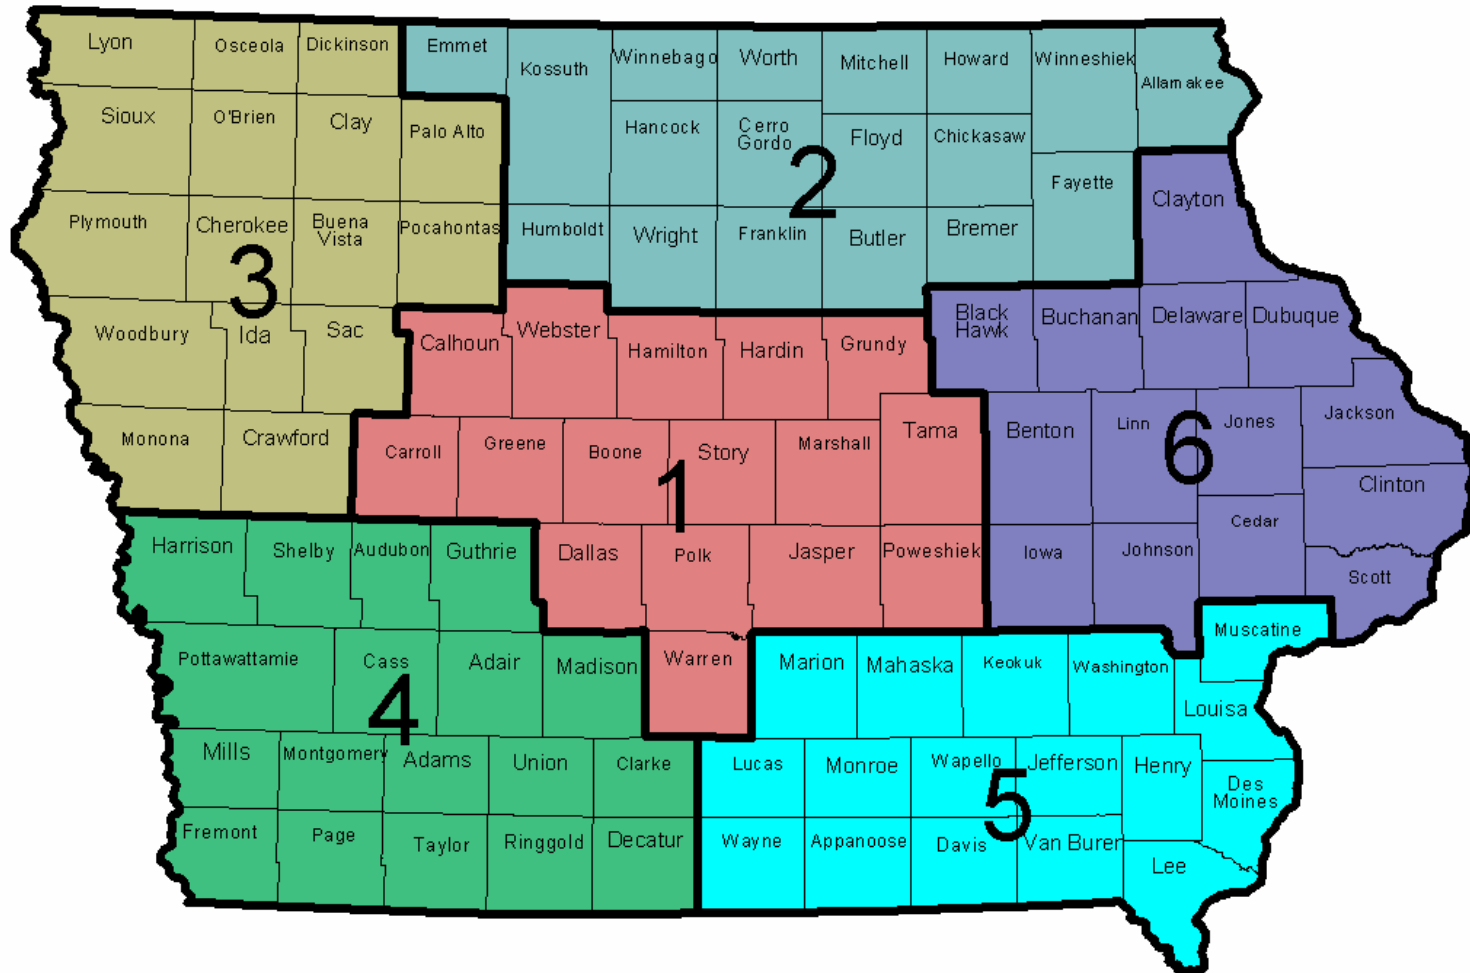 Lyon
Osceola
Dickinson
Emmet
Kossuth
Winnebago
Worth
Mitchell
Howard
Winneshiek
Allamakee
Sioux
O'Brien
Clay
Palo Alto
Hancock
Cerro
Gordo
Floyd
Chickasaw
2
Fayette
Clayton
Plymouth
Cherokee
Buena
Vista
Pocahontas
Humboldt
Wright
Franklin
Butler
Bremer
3
Woodbury
Ida
Sac
Calhoun
Webster
Hamilton
Hardin
Grundy
Black
Hawk
Buchanan
Delaware
Dubuque
Monona
Crawford
Carroll
Greene
Boone
Story
Marshall
Tama
Benton
Linn
Jones
Jackson
1
6
Clinton
Harrison
Shelby
Audubon
Guthrie
Dallas
Polk
Jasper
Poweshiek
Iowa
Johnson
Cedar
Scott
Pottawattamie
Cass
Adair
Madison
Warren
Marion
Mahaska
Keokuk
Washington
Muscatine
4
Louisa
Mills
Montgomery
Adams
Union
Clarke
Lucas
Monroe
Wapello
Jefferson
Henry
Des
Moines
5
Fremont
Page
Taylor
Ringgold
Decatur
Wayne
Appanoose
Davis
Van Buren
Lee